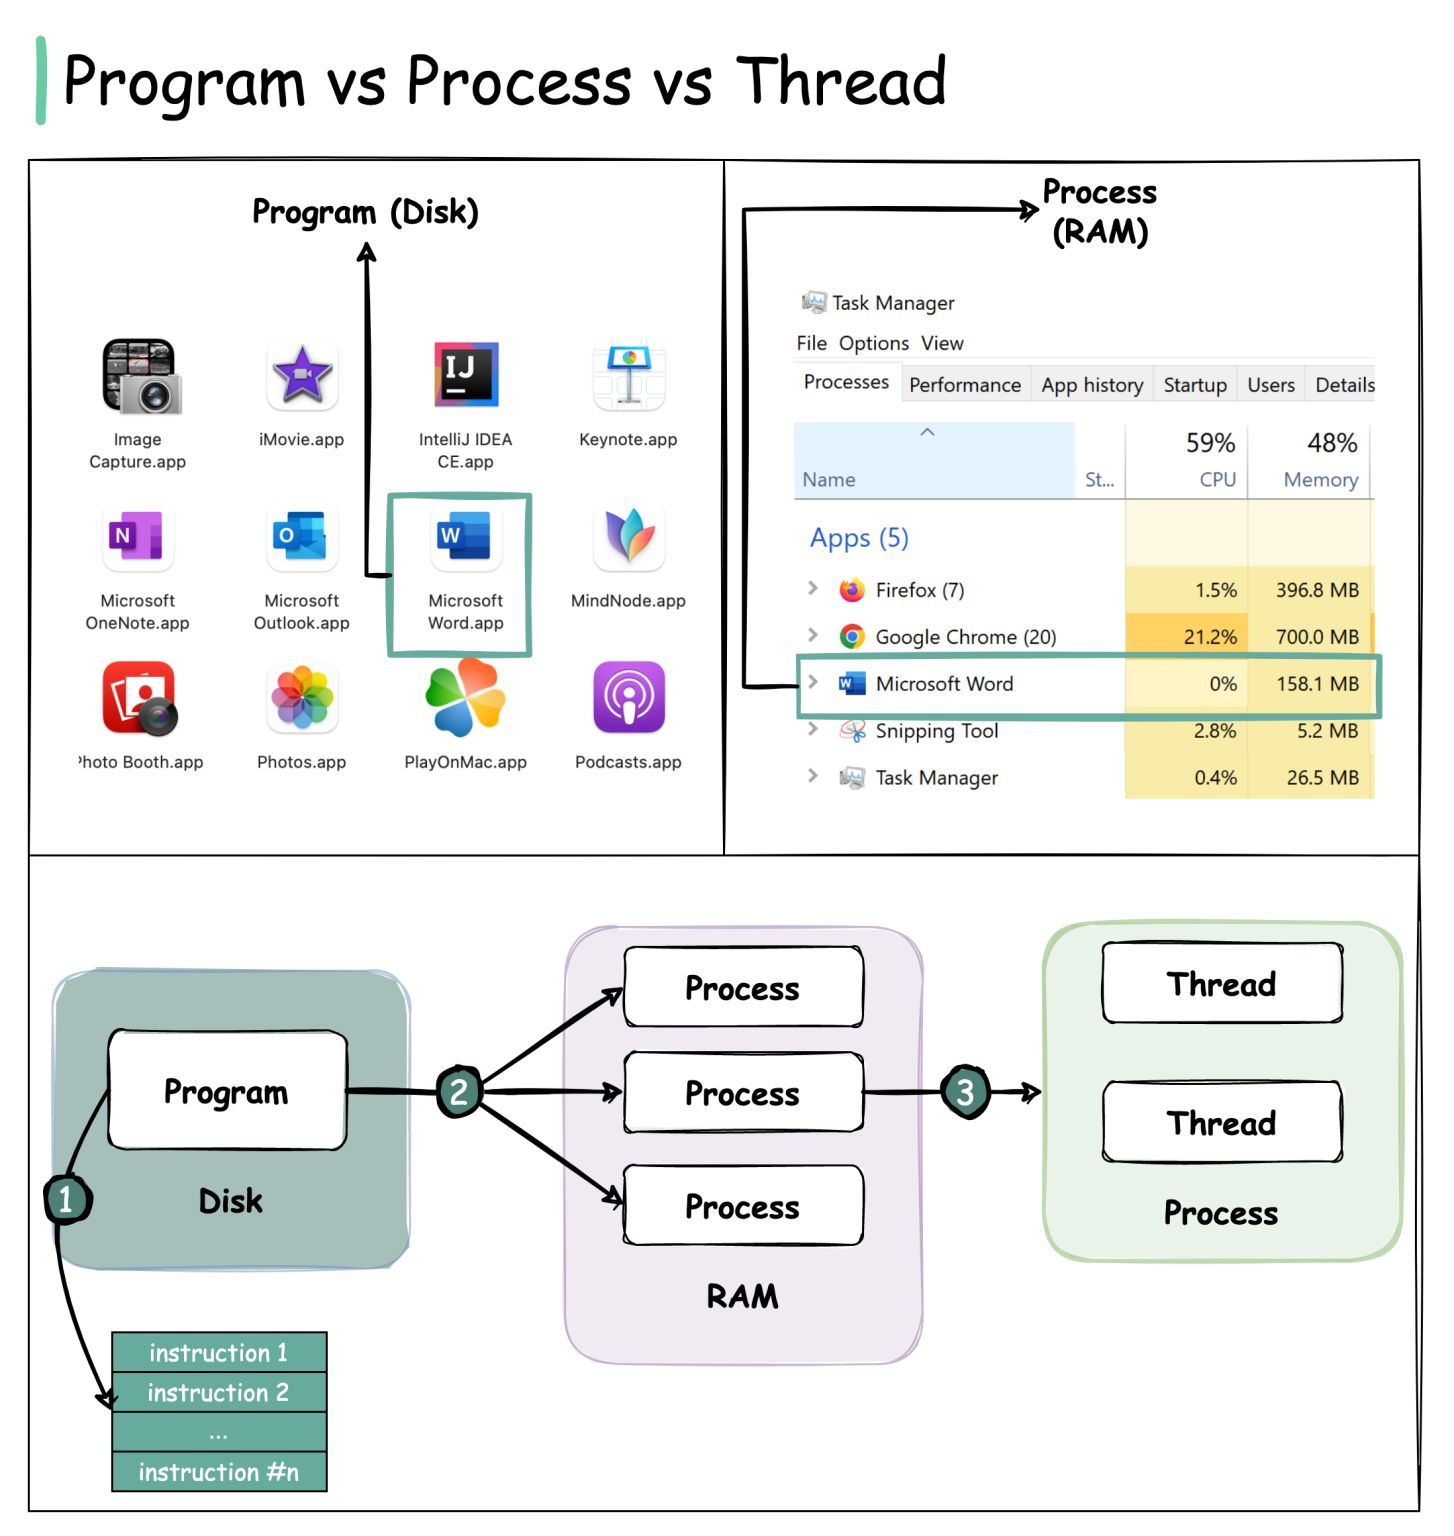 Program vs Process vs Thread
Program (Disk)
Image
Capture.app
iMovie.app
IJ
IntelliJ IDEA
CE.app
Keynote.app
N
Microsoft
OneNote.app
O
Microsoft
Outlook.app
W
Microsoft
Word.app
MindNode.app
Photo Booth.app
Photos.app
PlayOnMac.app
Podcasts.app
Process
(RAM)
Task Manager
File Options View
Processes Performance App history Startup Users Details
59% 48%
Name St... CPU Memory
Apps (5)
Firefox (7) 1.5% 396.8 MB
Google Chrome (20) 21.2% 700.0 MB
W Microsoft Word 0% 158.1 MB
Snipping Tool 2.8% 5.2 MB
Task Manager 0.4% 26.5 MB
Program
Disk
1
instruction 1
instruction 2
...
instruction #n
2
Process
Process
Process
RAM
3
Thread
Thread
Process